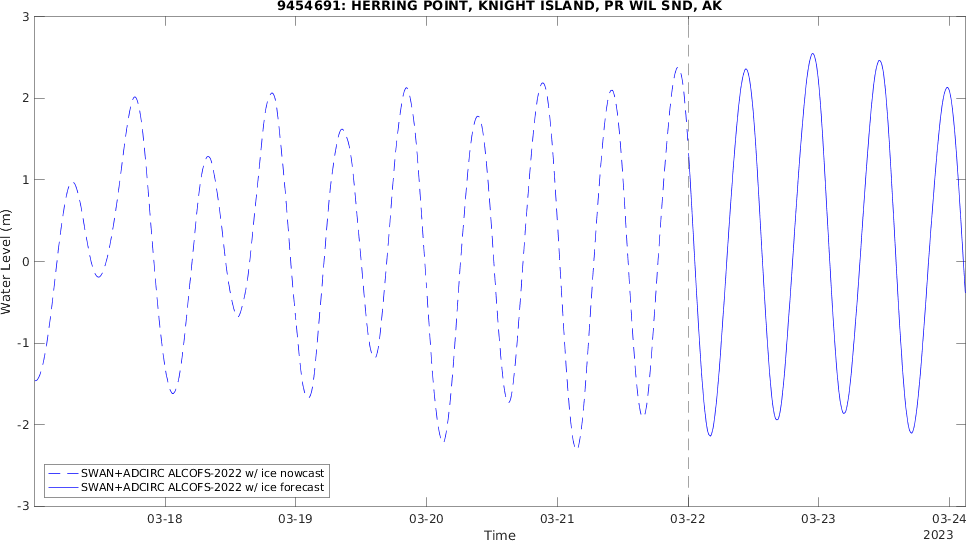 9454691: HERRING POINT, KNIGHT ISLAND, PR WIL SND, AK
3
2
1
0
-1
-2
-3
Water Level (m)
SWAN+ADCIRC ALCOFS-2022 w/ ice nowcast
SWAN+ADCIRC ALCOFS-2022 w/ ice forecast
03-18 03-19 03-20 03-21 03-22 03-23 03-24
Time
2023